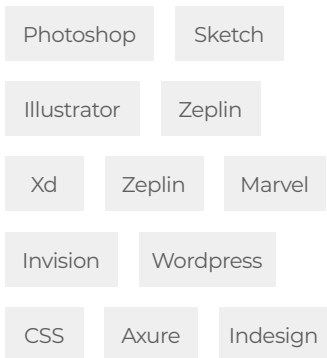 Photoshop Sketch
Illustrator Zeplin
Xd Zeplin Marvel
Invision Wordpress
CSS Axure Indesign